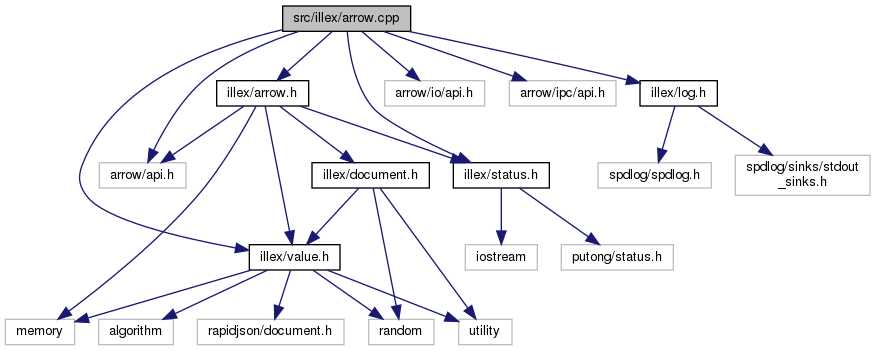 src/illex/arrow.cpp
illex/arrow.h
arrow/io/api.h
arrow/ipc/api.h
illex/log.h
arrow/api.h
illex/document.h
illex/status.h
spdlog/spdlog.h
spdlog/sinks/stdout
_sinks.h
illex/value.h
iostream
putong/status.h
memory
algorithm
rapidjson/document.h
random
utility